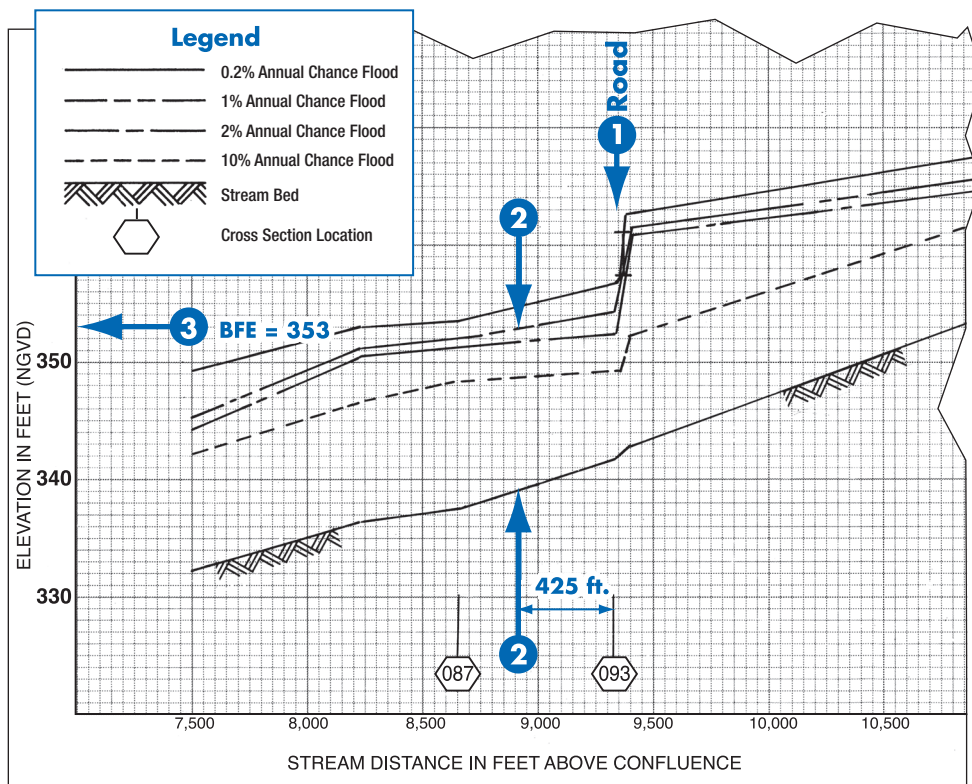 Legend
0.2% Annual Chance Flood
1% Annual Chance Flood
2% Annual Chance Flood
10% Annual Chance Flood
Stream Bed
Cross Section Location
1 Road
2
3 BFE = 353
ELEVATION IN FEET (NGVD)
350
340
330
425 ft.
2
087
093
7,500
8,000
8,500
9,000
9,500
10,000
10,500
STREAM DISTANCE IN FEET ABOVE CONFLUENCE